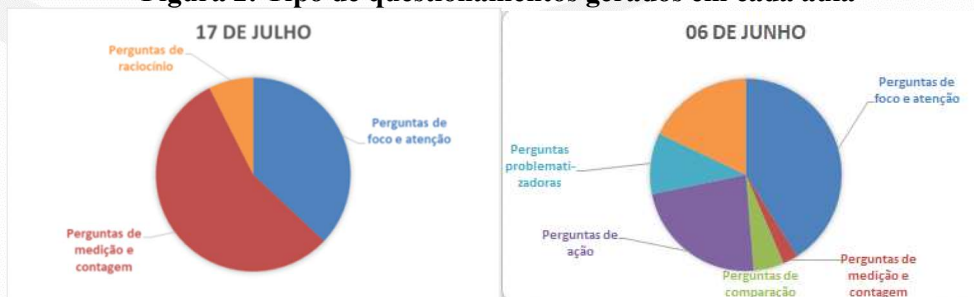 Figura 2: Tipo de questionamentos gerados em cada aula
17 DE JULHO
Perguntas de
raciocínio
Perguntas de
foco e atenção
Perguntas de
medição e
contagem
06 DE JUNHO
Perguntas de
foco e atenção
Perguntas
problemati-
zadoras
Perguntas de
ação
Perguntas de
comparação
Perguntas de
medição e
contagem